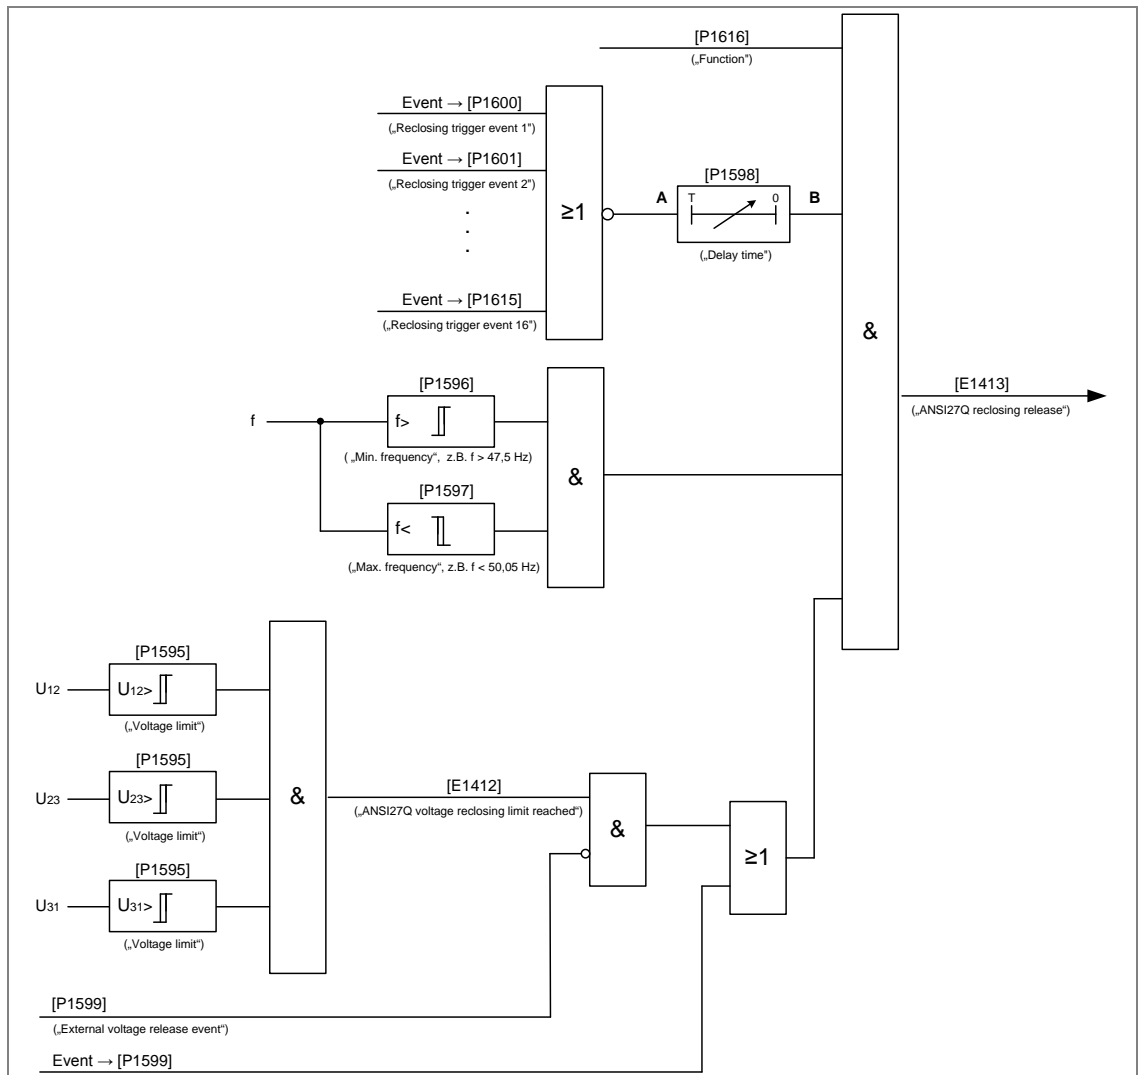 [P1616]
(„Function")
Event → [P1600]
(„Reclosing trigger event 1")
Event → [P1601]
(„Reclosing trigger event 2")
.
.
.
Event → [P1615]
(„Reclosing trigger event 16")
≥1
A
[P1598]
T
0
(„Delay time")
B
&
[E1413]
(„ANSI27Q reclosing release“)
f
[P1596]
f>
( „Min. frequency“, z.B. f > 47,5 Hz)
[P1597]
f<
(„Max. frequency“, z.B. f < 50,05 Hz)
&
U12
[P1595]
U12>
(„Voltage limit“)
U23
[P1595]
U23>
(„Voltage limit“)
U31
[P1595]
U31>
(„Voltage limit“)
&
[E1412]
(„ANSI27Q voltage reclosing limit reached“)
&
≥1
[P1599]
(„External voltage release event“)
Event → [P1599]